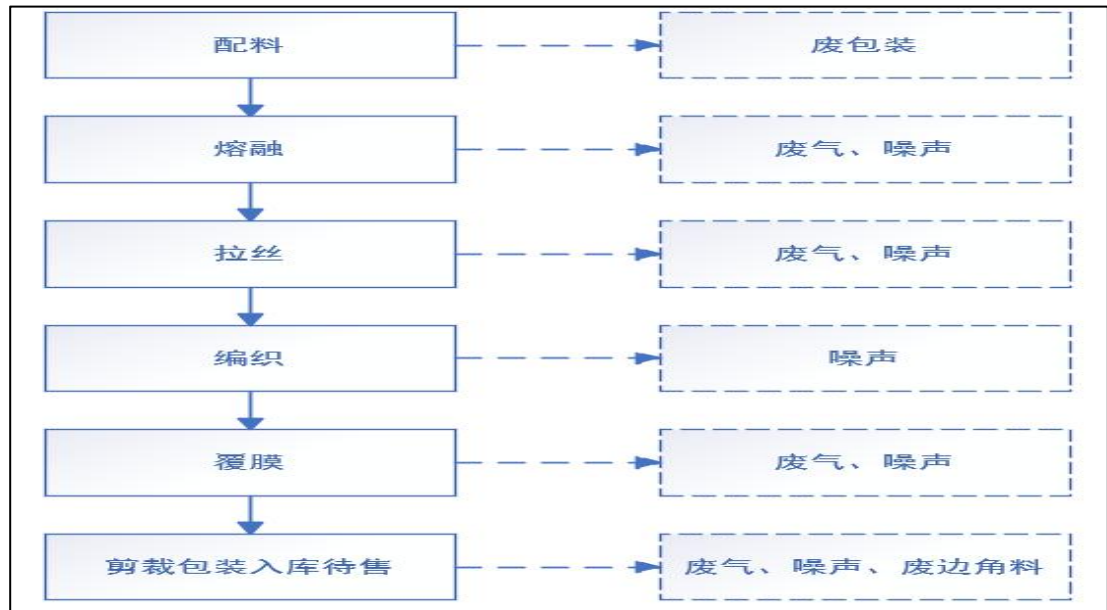 配料
废包装
熔融
废气、噪声
拉丝
废气、噪声
编织
噪声
覆膜
废气、噪声
剪裁包装入库待售
废气、噪声、废边角料